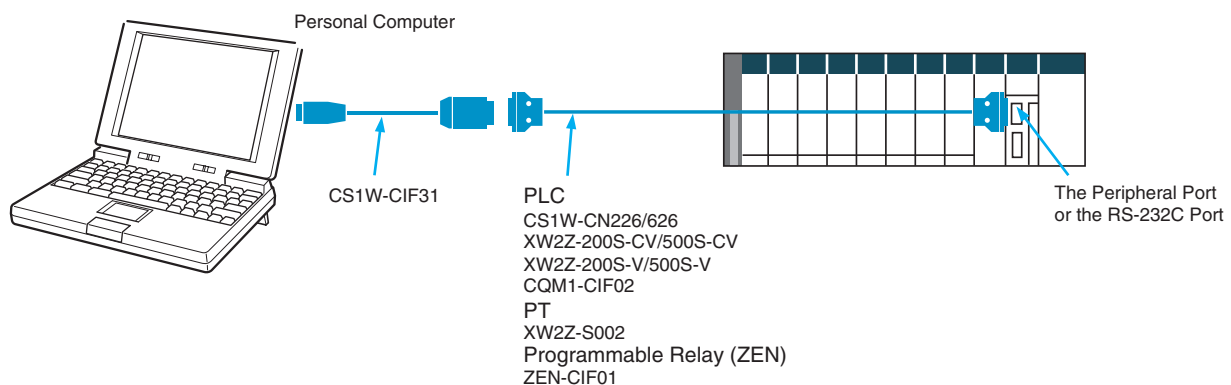 Personal Computer
CS1W-CIF31
PLC
CS1W-CN226/626
XW2Z-200S-CV/500S-CV
XW2Z-200S-V/500S-V
CQM1-CIF02
PT
XW2Z-S002
Programmable Relay (ZEN)
ZEN-CIF01
The Peripheral Port
or the RS-232C Port